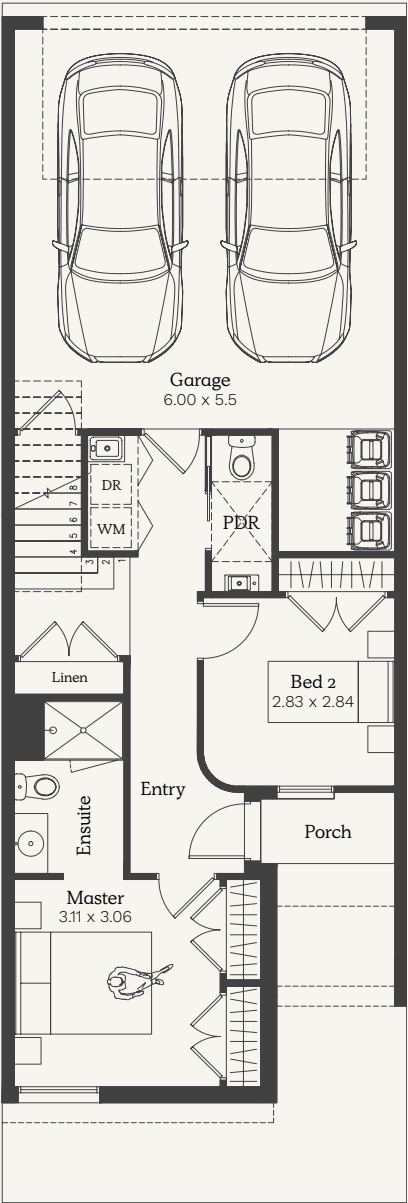 Garage
6.00 x 5.5
DR
PDR
WM
8
7
6
5
4
3
2
1
Linen
Bed 2
2.83 x 2.84
Entry
Ensuite
Porch
Master
3.11 x 3.06